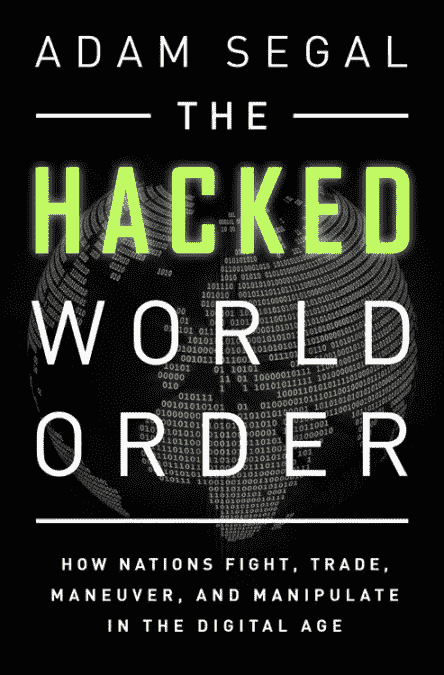 ADAM SEGAL
THE
HACKED
WORLD
ORDER
HOW NATIONS FIGHT, TRADE,
MANEUVER, AND MANIPULATE
IN THE DIGITAL AGE